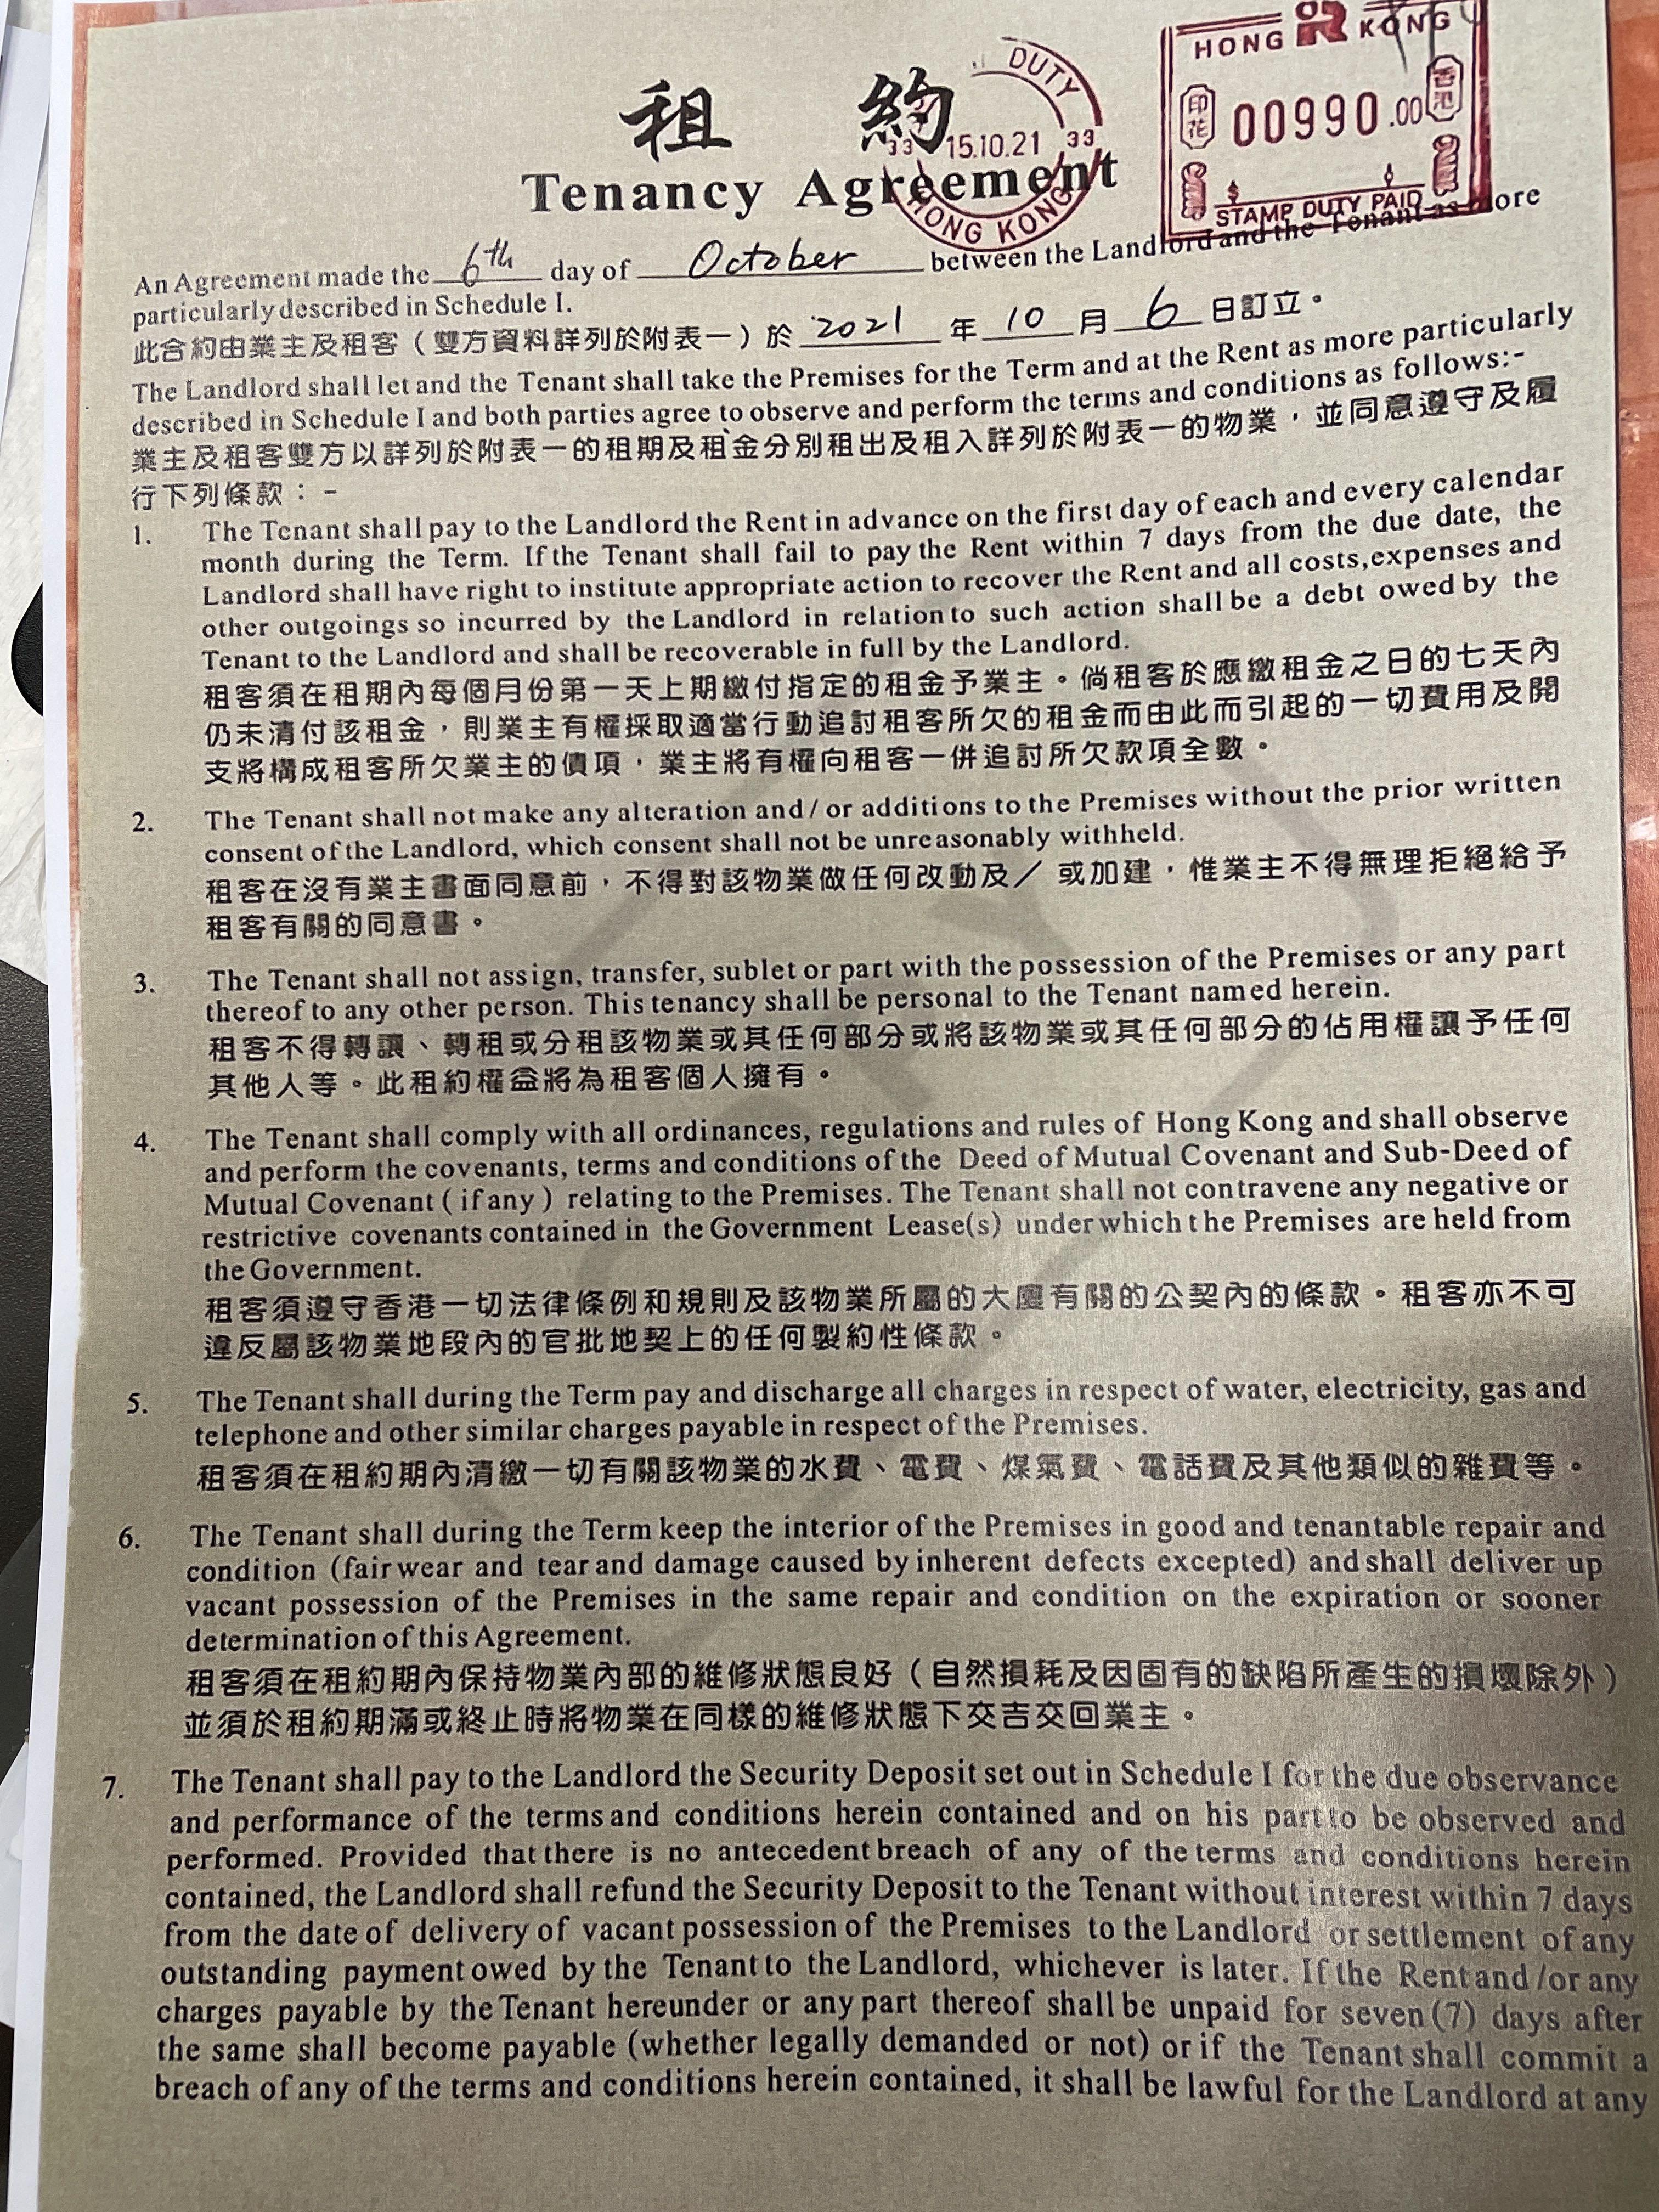 HONG KONG
印花
香港
00990.00
$
STAMP DUTY PAID
DUTY
33 15.10.21 33
HONG KONG
租約
Tenancy Agreement
An Agreement made the 6th day of October between the Landlord and the Tenant as more
particularly described in Schedule I.
此合約由業主及租客（雙方資料詳列於附表一）於 2021 年 10 月 6 日訂立。
The Landlord shall let and the Tenant shall take the Premises for the Term and at the Rent as more particularly
described in Schedule I and both parties agree to observe and perform the terms and conditions as follows:-
業主及租客雙方以詳列於附表一的租期及租金分別租出及租入詳列於附表一的物業，並同意遵守及履
行下列條款：-
1. The Tenant shall pay to the Landlord the Rent in advance on the first day of each and every calendar
month during the Term. If the Tenant shall fail to pay the Rent within 7 days from the due date, the
Landlord shall have right to institute appropriate action to recover the Rent and all costs,expenses and
other outgoings so incurred by the Landlord in relation to such action shall be a debt owed by the
Tenant to the Landlord and shall be recoverable in full by the Landlord.
租客須在租期內每個月份第一天上期繳付指定的租金予業主。倘租客於應繳租金之日的七天內
仍未清付該租金，則業主有權採取適當行動追討租客所欠的租金而由此而引起的一切費用及開
支將構成租客所欠業主的債項，業主將有權向租客一併追討所欠款項全數。
2. The Tenant shall not make any alteration and/ or additions to the Premises without the prior written
consent of the Landlord, which consent shall not be unreasonably withheld.
租客在沒有業主書面同意前，不得對該物業做任何改動及／或加建，惟業主不得無理拒絕給予
租客有關的同意書。
3. The Tenant shall not assign, transfer, sublet or part with the possession of the Premises or any part
thereof to any other person. This tenancy shall be personal to the Tenant named herein.
租客不得轉讓、轉租或分租該物業或其任何部分或將該物業或其任何部分的佔用權讓予任何
其他人等。此租約權益將為租客個人擁有。
4. The Tenant shall comply with all ordinances, regulations and rules of Hong Kong and shall observe
and perform the covenants, terms and conditions of the Deed of Mutual Covenant and Sub-Deed of
Mutual Covenant ( if any ) relating to the Premises. The Tenant shall not contravene any negative or
restrictive covenants contained in the Government Lease(s) under which the Premises are held from
the Government.
租客須遵守香港一切法律條例和規則及該物業所屬的大廈有關的公契內的條款。租客亦不可
違反屬該物業地段內的官批地契上的任何製約性條款。
5. The Tenant shall during the Term pay and discharge all charges in respect of water, electricity, gas and
telephone and other similar charges payable in respect of the Premises.
租客須在租約期內清繳一切有關該物業的水費、電費、煤氣費、電話費及其他類似的雜費等。
6. The Tenant shall during the Term keep the interior of the Premises in good and tenantable repair and
condition (fair wear and tear and damage caused by inherent defects excepted) and shall deliver up
vacant possession of the Premises in the same repair and condition on the expiration or sooner
determination of this Agreement.
租客須在租約期內保持物業內部的維修狀態良好（自然損耗及因固有的缺陷所產生的損壞除外）
並須於租約期滿或終止時將物業在同樣的維修狀態下交吉交回業主。
7. The Tenant shall pay to the Landlord the Security Deposit set out in Schedule I for the due observance
and performance of the terms and conditions herein contained and on his part to be observed and
performed. Provided that there is no antecedent breach of any of the terms and conditions herein
contained, the Landlord shall refund the Security Deposit to the Tenant without interest within 7 days
from the date of delivery of vacant possession of the Premises to the Landlord or settlement of any
outstanding payment owed by the Tenant to the Landlord, whichever is later. If the Rent and /or any
charges payable by the Tenant hereunder or any part thereof shall be unpaid for seven (7) days after
the same shall become payable (whether legally demanded or not) or if the Tenant shall commit a
breach of any of the terms and conditions herein contained, it shall be lawful for the Landlord at any